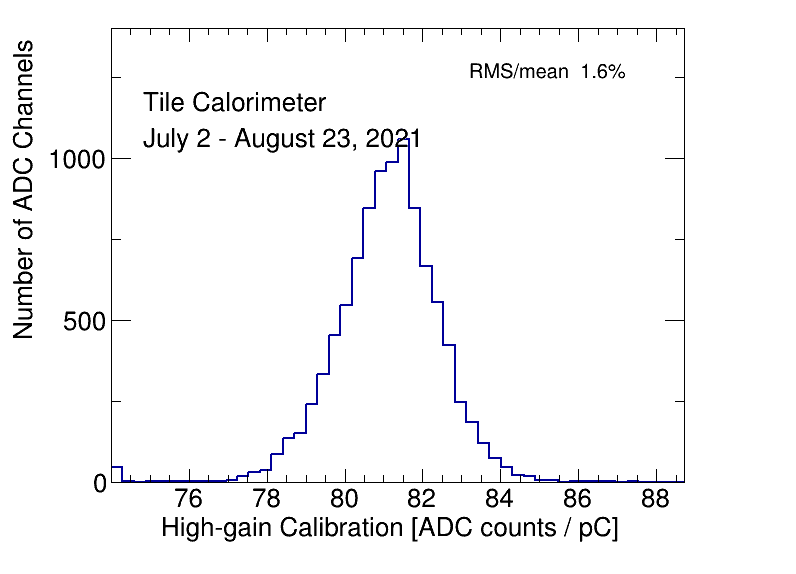 RMS/mean 1.6%
Tile Calorimeter
July 2 - August 23, 2021
Number of ADC Channels
1000
500
0
76 78 80 82 84 86 88
High-gain Calibration [ADC counts / pC]